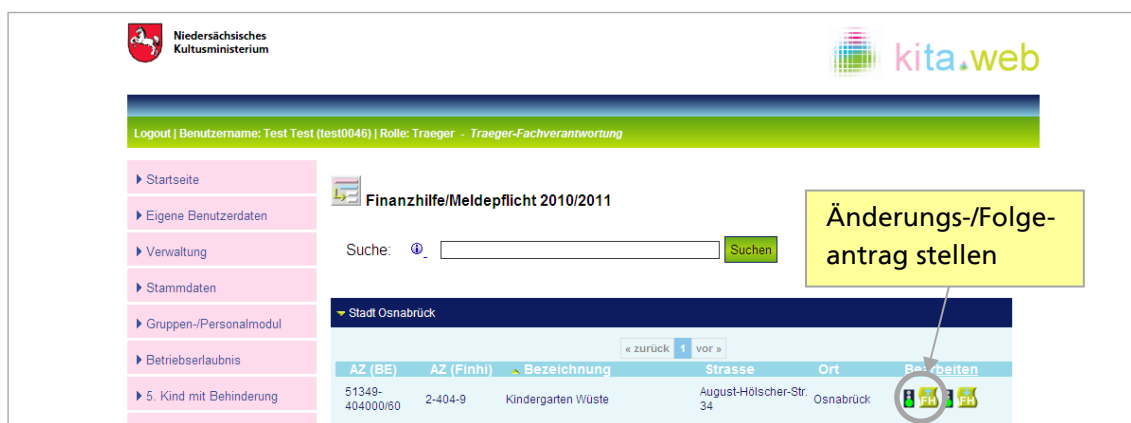 Niedersächsisches
Kultusministerium
kita.web
Logout | Benutzername: Test Test (test0046) | Rolle: Traeger - Traeger-Fachverantwortung
Startseite
Eigene Benutzerdaten
Verwaltung
Stammdaten
Gruppen-/Personalmodul
Betriebserlaubnis
5. Kind mit Behinderung
Finanzhilfe/Meldepflicht 2010/2011
Suche:
Suchen
Änderungs-/Folge-
antrag stellen
Stadt Osnabrück
« zurück 1 vor »
AZ (BE) AZ (Finhi) Bezeichnung Strasse Ort Bearbeiten
51349-
404000/60 2-404-9 Kindergarten Wüste August-Hölscher-Str.
34 Osnabrück FH FH